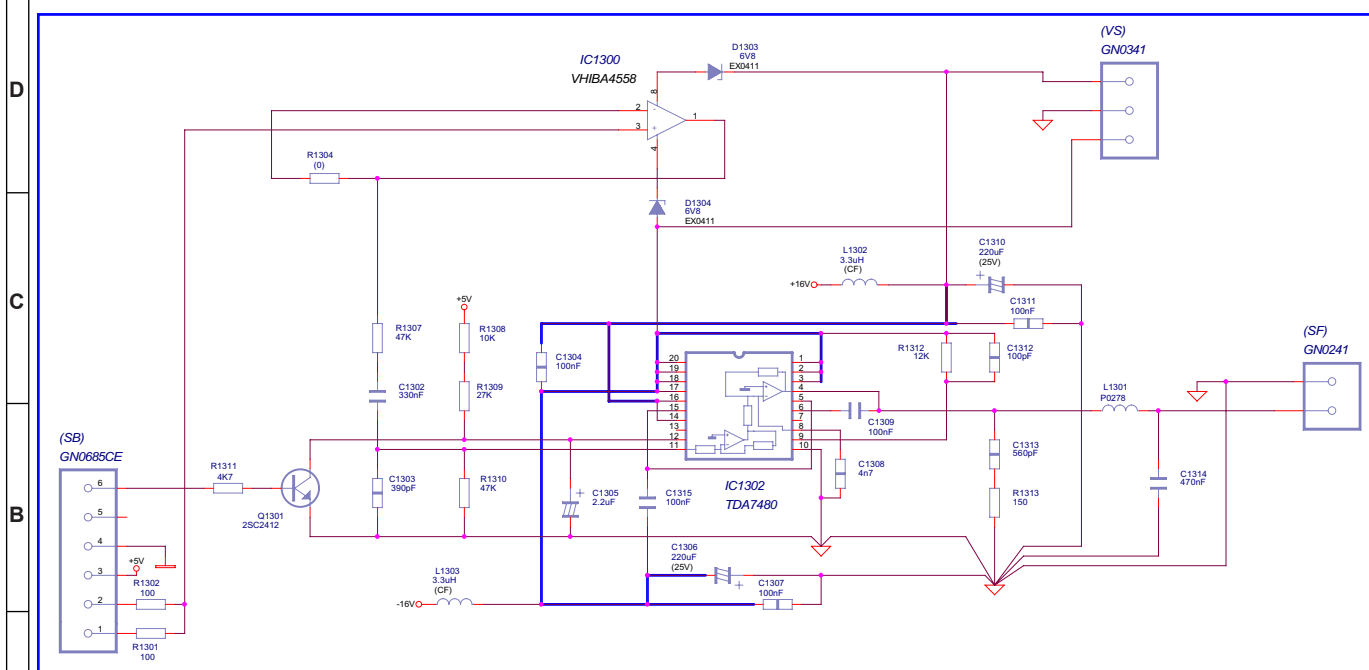 D
C
B
IC1300
VHIBA4558
D1303
6V8
EX0411
(VS)
GN0341
8
2
-
3
+
1
4
R1304
(0)
D1304
6V8
EX0411
L1302
3.3uH
(CF)
+16V
C1310
220uF
(25V)
+
C1311
100nF
+5V
R1307
47K
R1308
10K
C1304
100nF
R1312
12K
C1312
100pF
(SF)
GN0241
C1302
330nF
R1309
27K
20
19
18
17
16
15
14
13
12
11
1
2
3
4
5
6
7
8
9
10
-
+
-
+
L1301
P0278
C1309
100nF
(SB)
GN0685CE
R1311
4K7
C1303
390pF
R1310
47K
C1308
4n7
C1313
560pF
C1314
470nF
R1313
150
IC1302
TDA7480
6
5
4
3
2
1
Q1301
2SC2412
+
C1305
2.2uF
C1315
100nF
+5V
C1306
220uF
(25V)
+
C1307
100nF
R1302
100
L1303
3.3uH
(CF)
-16V
R1301
100